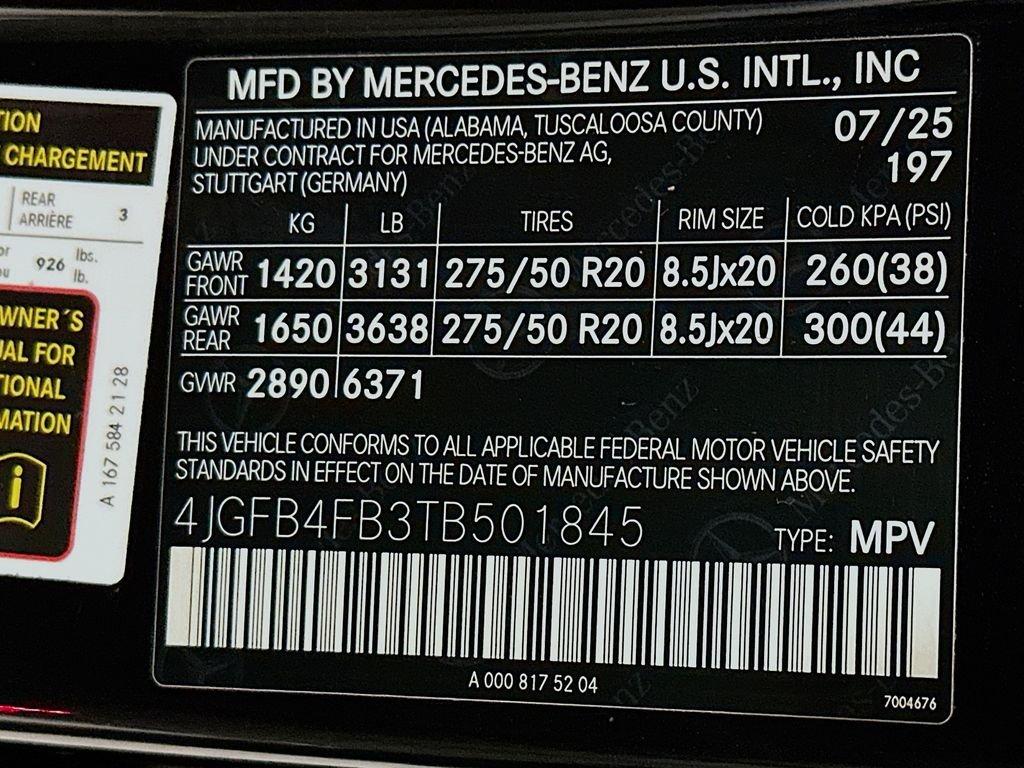 TION
CHARGEMENT
REAR
ARRIÈRE 3
or
ou 926 lbs.
lb.
OWNER´S
UAL FOR
TIONAL
MATION
i
A 167 584 21 28
MFD BY MERCEDES-BENZ U.S. INTL., INC
MANUFACTURED IN USA (ALABAMA, TUSCALOOSA COUNTY) 07/25
UNDER CONTRACT FOR MERCEDES-BENZ AG, 197
STUTTGART (GERMANY)
KG LB TIRES RIM SIZE COLD KPA (PSI)
GAWR FRONT 1420 3131 275/50 R20 8.5Jx20 260(38)
GAWR REAR 1650 3638 275/50 R20 8.5Jx20 300(44)
GVWR 2890 6371
THIS VEHICLE CONFORMS TO ALL APPLICABLE FEDERAL MOTOR VEHICLE SAFETY
STANDARDS IN EFFECT ON THE DATE OF MANUFACTURE SHOWN ABOVE.
4JGFB4FB3TB501845 TYPE: MPV
A 000 817 52 04
7004676